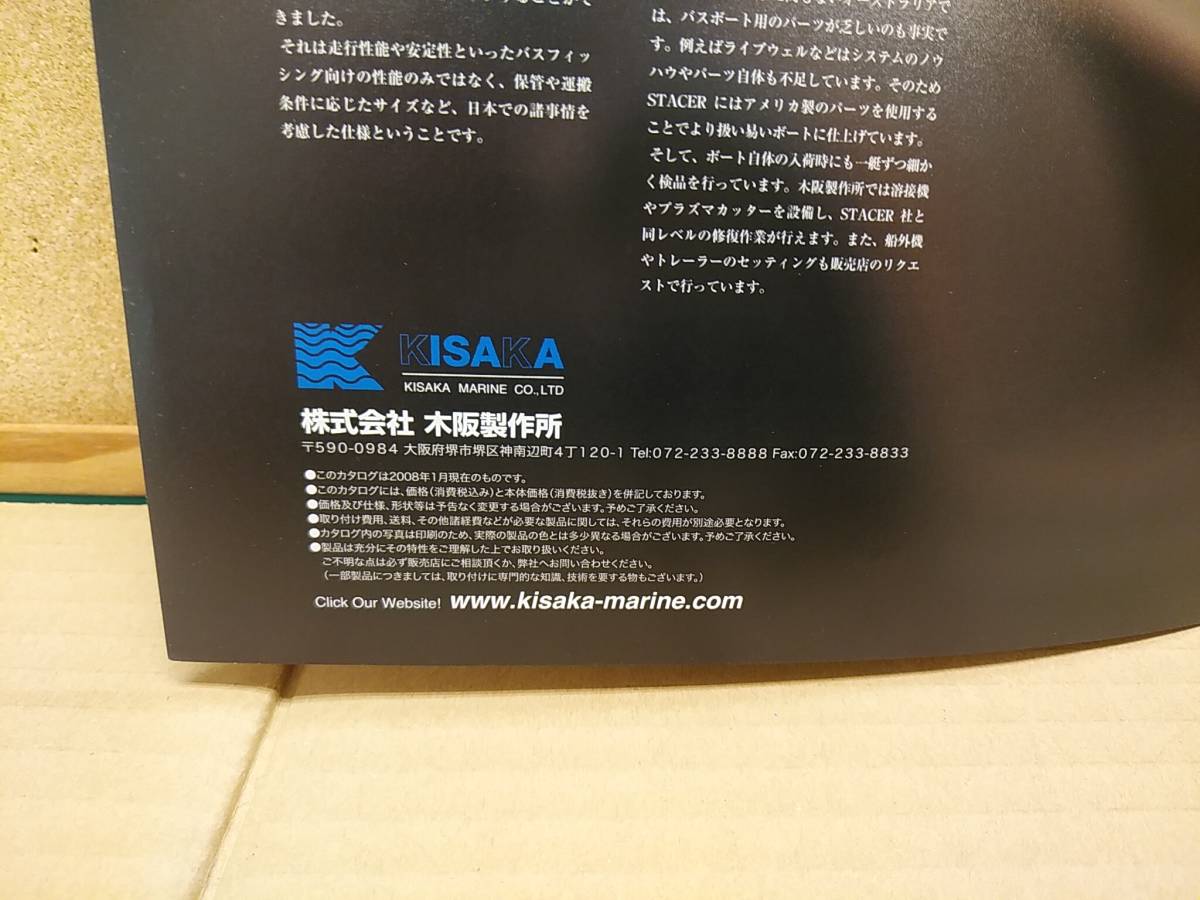 きました。
それは走行性能や安定性といったバスフィッ
シング向けの性能のみではなく、保管や運搬
条件に応じたサイズなど、日本での諸事情を
考慮した仕様ということです。
オーストラリアで
は、バスボート用のパーツが乏しいのも事実で
す。例えばライブウェルなどはシステムのノウ
ハウやパーツ自体も不足しています。そのため
STACER にはアメリカ製のパーツを使用する
ことでより扱い易いボートに仕上げています。
そして、ボート自体の入荷時にも一艇ずつ細か
く検品を行っています。木阪製作所では溶接機
やプラズマカッターを設備し、STACER 社と
同レベルの修復作業が行えます。また、船外機
やトレーラーのセッティングも販売店のリクエ
ストで行っています。
KISAKA
KISAKA MARINE CO.,LTD
株式会社 木阪製作所
〒590-0984 大阪府堺市堺区神南辺町4丁120-1 Tel:072-233-8888 Fax:072-233-8833
●このカタログは2008年1月現在のものです。
●このカタログには、価格(消費税込み)と本体価格(消費税抜き)を併記しております。
●価格及び仕様、形状等は予告なく変更する場合がございます。予めご了承ください。
●取り付け費用、送料、その他諸経費などが必要な製品に関しては、それらの費用が別途必要となります。
●カタログ内の写真は印刷のため、実際の製品の色とは多少異なる場合がございます。予めご了承ください。
●製品は充分にその特性をご理解した上でお取り扱いください。
ご不明な点は必ず販売店にご相談頂くか、弊社へお問い合わせください。
(一部製品につきましては、取り付けに専門的な知識、技術を要する物もございます。)
Click Our Website! www.kisaka-marine.com